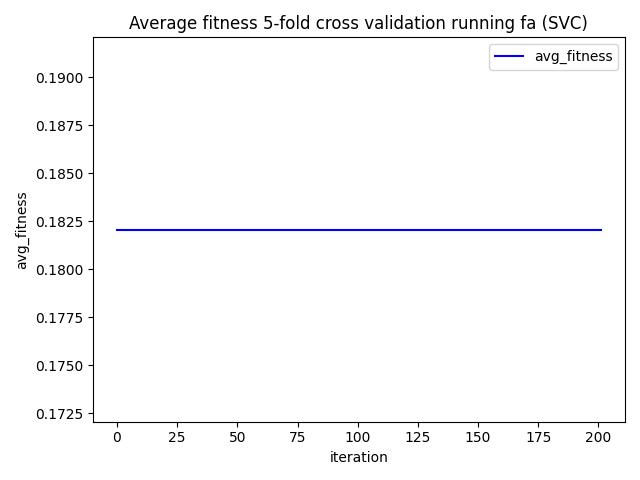 Average fitness 5-fold cross validation running fa (SVC)
avg_fitness
0.1900
0.1875
0.1850
0.1825
0.1800
0.1775
0.1750
0.1725
avg_fitness
0 25 50 75 100 125 150 175 200
iteration